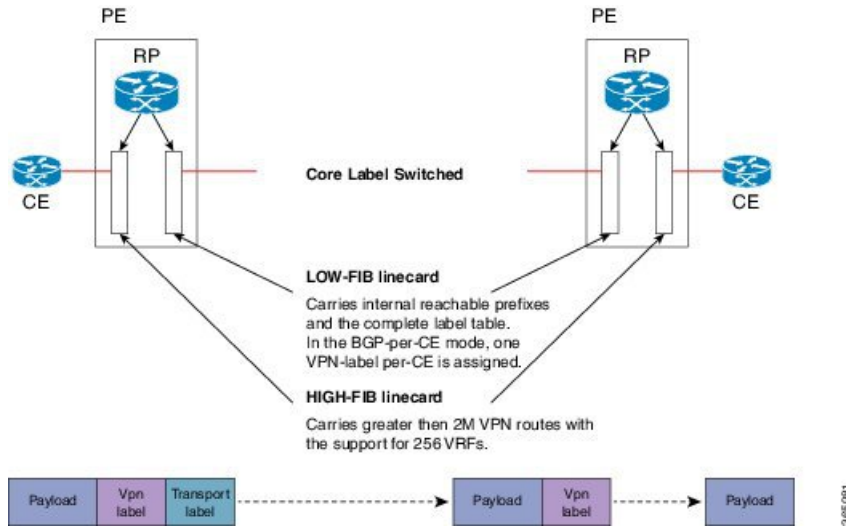 PE
PE
RP
RP
CE
CE
Core Label Switched
LOW-FIB linecard
Carries internal reachable prefixes
and the complete label table.
In the BGP-per-CE mode, one
VPN-label per-CE is assigned.
HIGH-FIB linecard
Carries greater then 2M VPN routes with
the support for 256 VRFs.
Payload
Vpn
label
Transport
label
Payload
Vpn
label
Payload